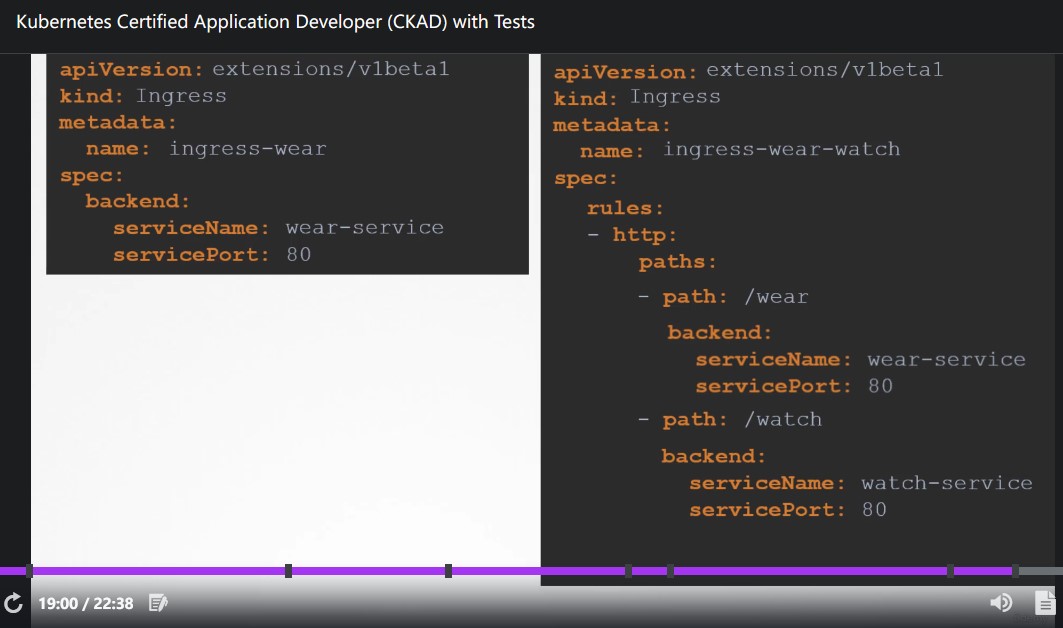 Kubernetes Certified Application Developer (CKAD) with Tests
apiVersion: extensions/v1beta1
kind: Ingress
metadata:
name: ingress-wear
spec:
backend:
serviceName: wear-service
servicePort: 80
apiVersion: extensions/v1beta1
kind: Ingress
metadata:
name: ingress-wear-watch
spec:
rules:
- http:
paths:
- path: /wear
backend:
serviceName: wear-service
servicePort: 80
- path: /watch
backend:
serviceName: watch-service
servicePort: 80
19:00 / 22:38